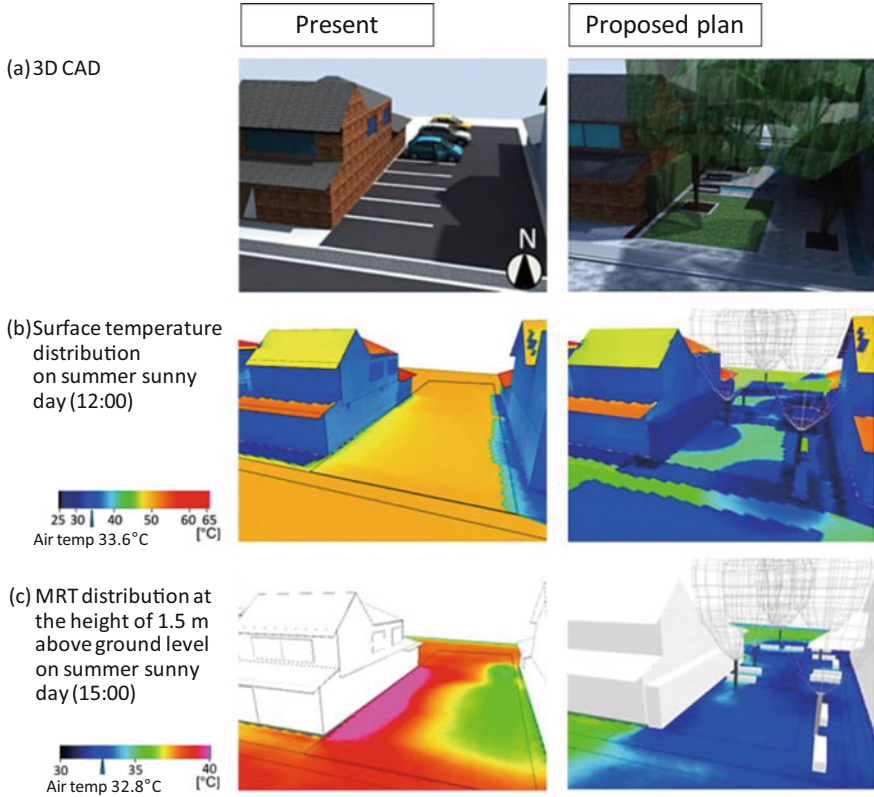 Present
Proposed plan
(a) 3D CAD
N
(b) Surface temperature
distribution
on summer sunny
day (12:00)
25 30 40 50 60 65
[°C]
Air temp 33.6°C
(c) MRT distribution at
the height of 1.5 m
above ground level
on summer sunny
day (15:00)
30 35 40
[°C]
Air temp 32.8°C